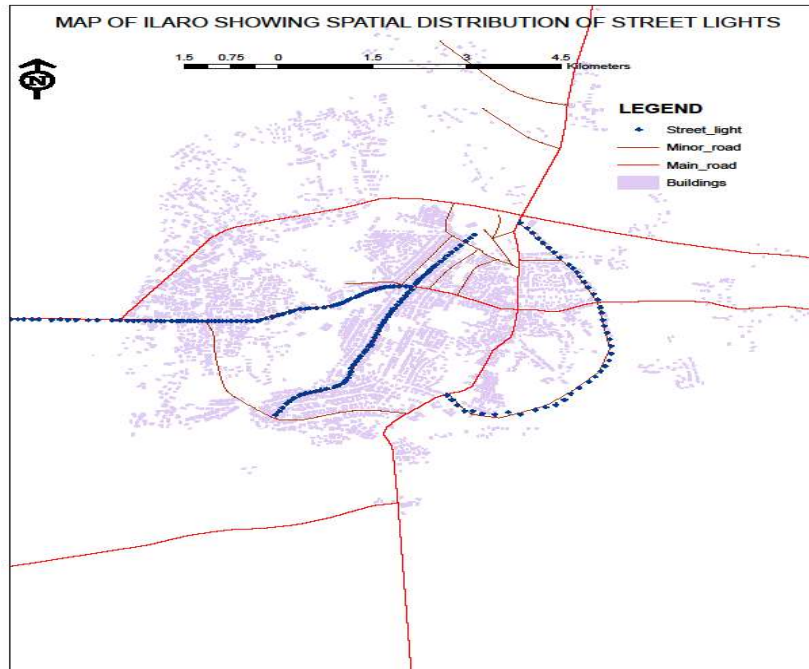 MAP OF ILARO SHOWING SPATIAL DISTRIBUTION OF STREET LIGHTS
1.5 0.75 0 1.5 3 4.5
Kilometers
N
LEGEND
Street_light
Minor_road
Main_road
Buildings